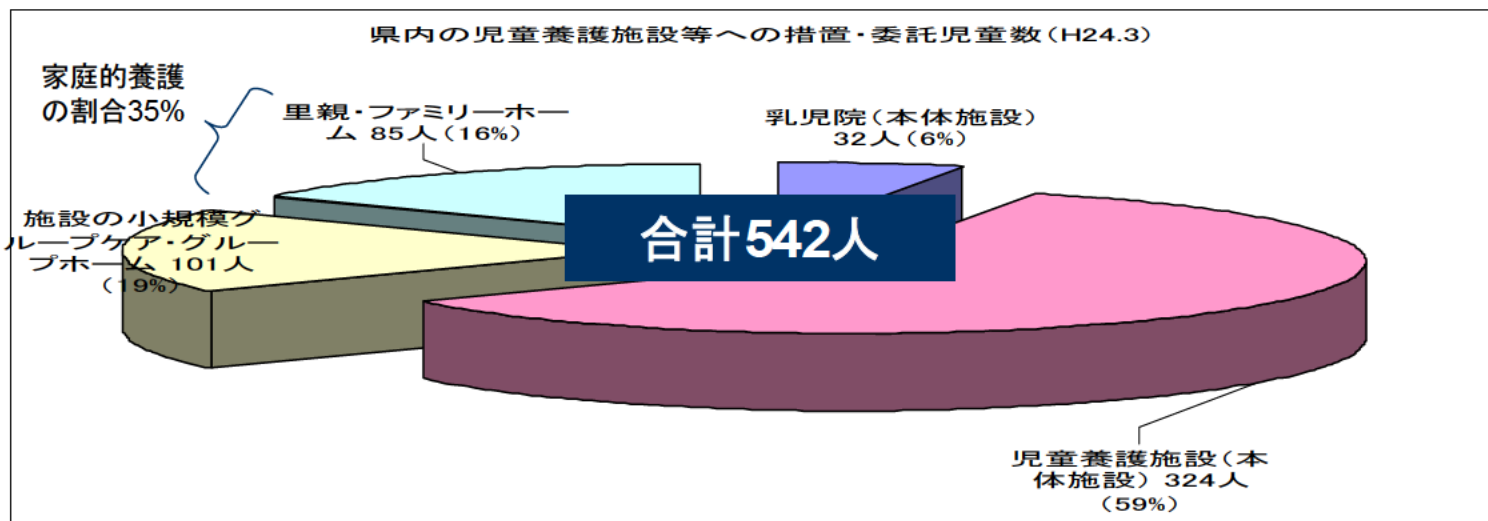 県内の児童養護施設等への措置・委託児童数(H24.3)
家庭的養護
の割合35%
里親・ファミリーホー
ム 85人(16%)
乳児院(本体施設)
32人(6%)
施設の小規模グ
ループケア・グルー
プホーム 101人
(19%)
合計542人
児童養護施設(本
体施設) 324人
(59%)